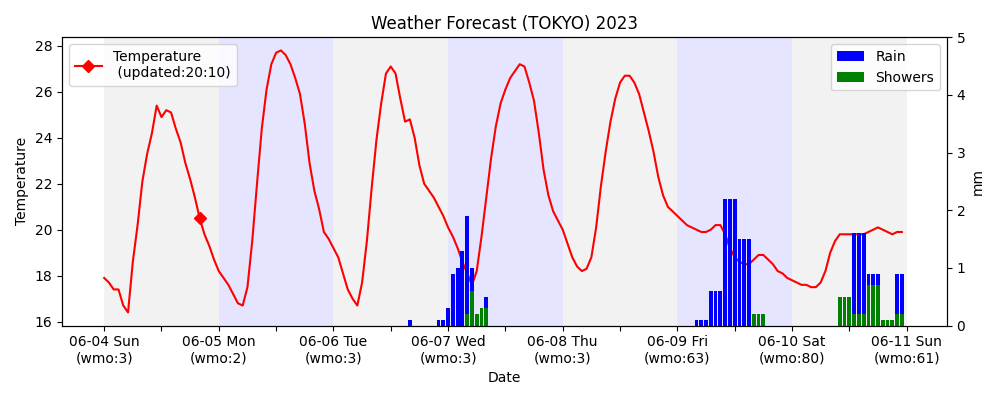 Weather Forecast (TOKYO) 2023
Temperature
(updated:20:10)
Rain
Showers
28
26
24
22
20
18
16
Temperature
5
4
3
2
1
0
mm
06-04 Sun
(wmo:3)
06-05 Mon
(wmo:2)
06-06 Tue
(wmo:3)
06-07 Wed
(wmo:3)
06-08 Thu
(wmo:3)
06-09 Fri
(wmo:63)
06-10 Sat
(wmo:80)
06-11 Sun
(wmo:61)
Date